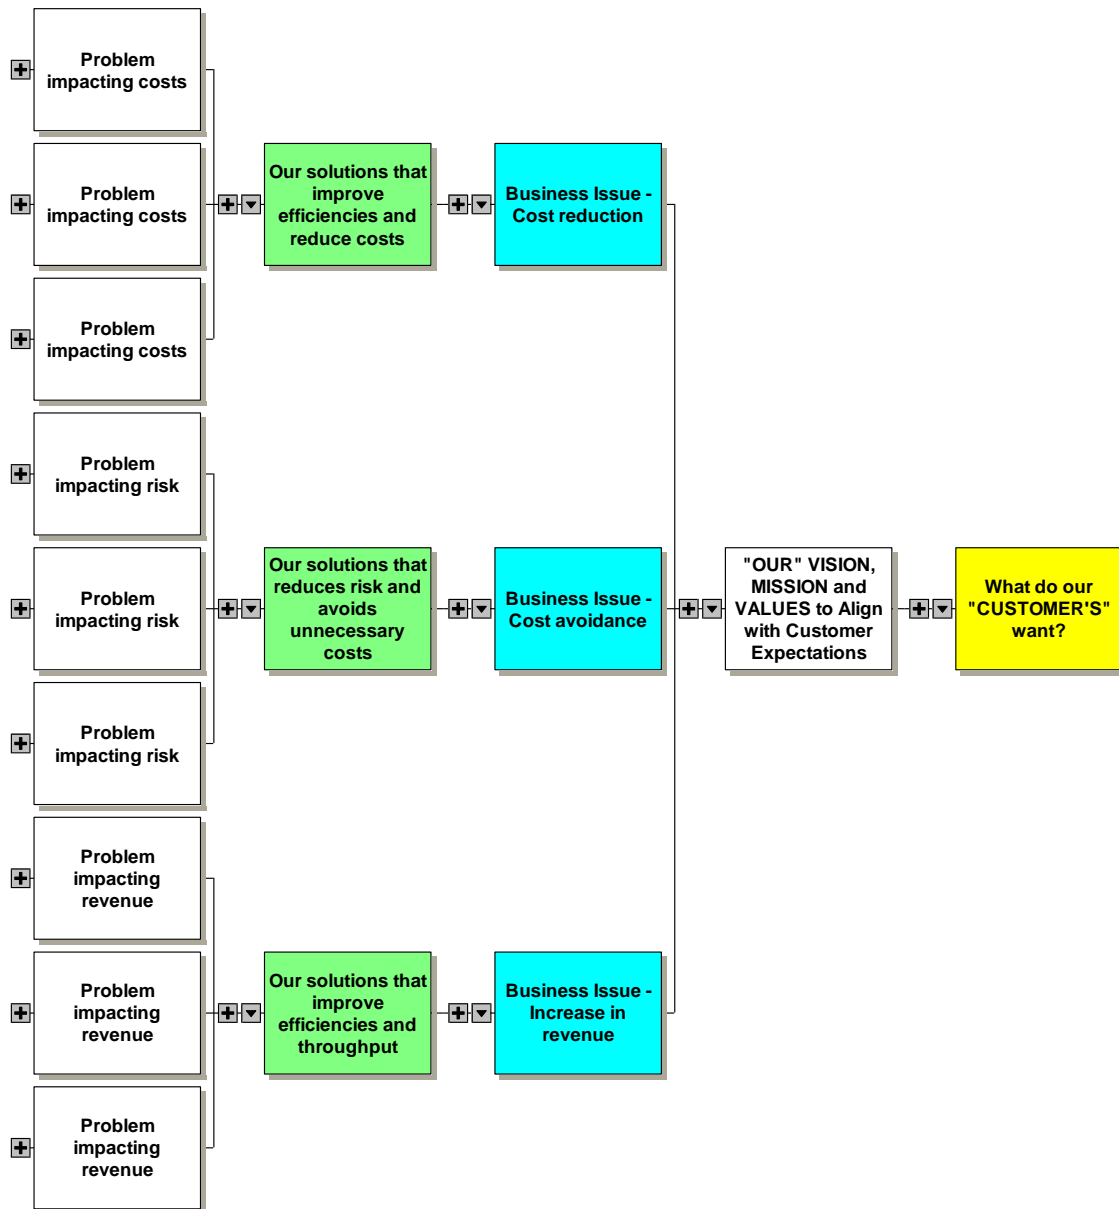 Problem
impacting costs
Problem
impacting costs
Problem
impacting costs
Problem
impacting risk
Problem
impacting risk
Problem
impacting risk
Problem
impacting
revenue
Problem
impacting
revenue
Problem
impacting
revenue
Our solutions that
improve
efficiencies and
reduce costs
Our solutions that
reduces risk and
avoids
unnecessary
costs
Our solutions that
improve
efficiencies and
throughput
Business Issue -
Cost reduction
Business Issue -
Cost avoidance
Business Issue -
Increase in
revenue
"OUR" VISION,
MISSION and
VALUES to Align
with Customer
Expectations
What do our
"CUSTOMER'S"
want?